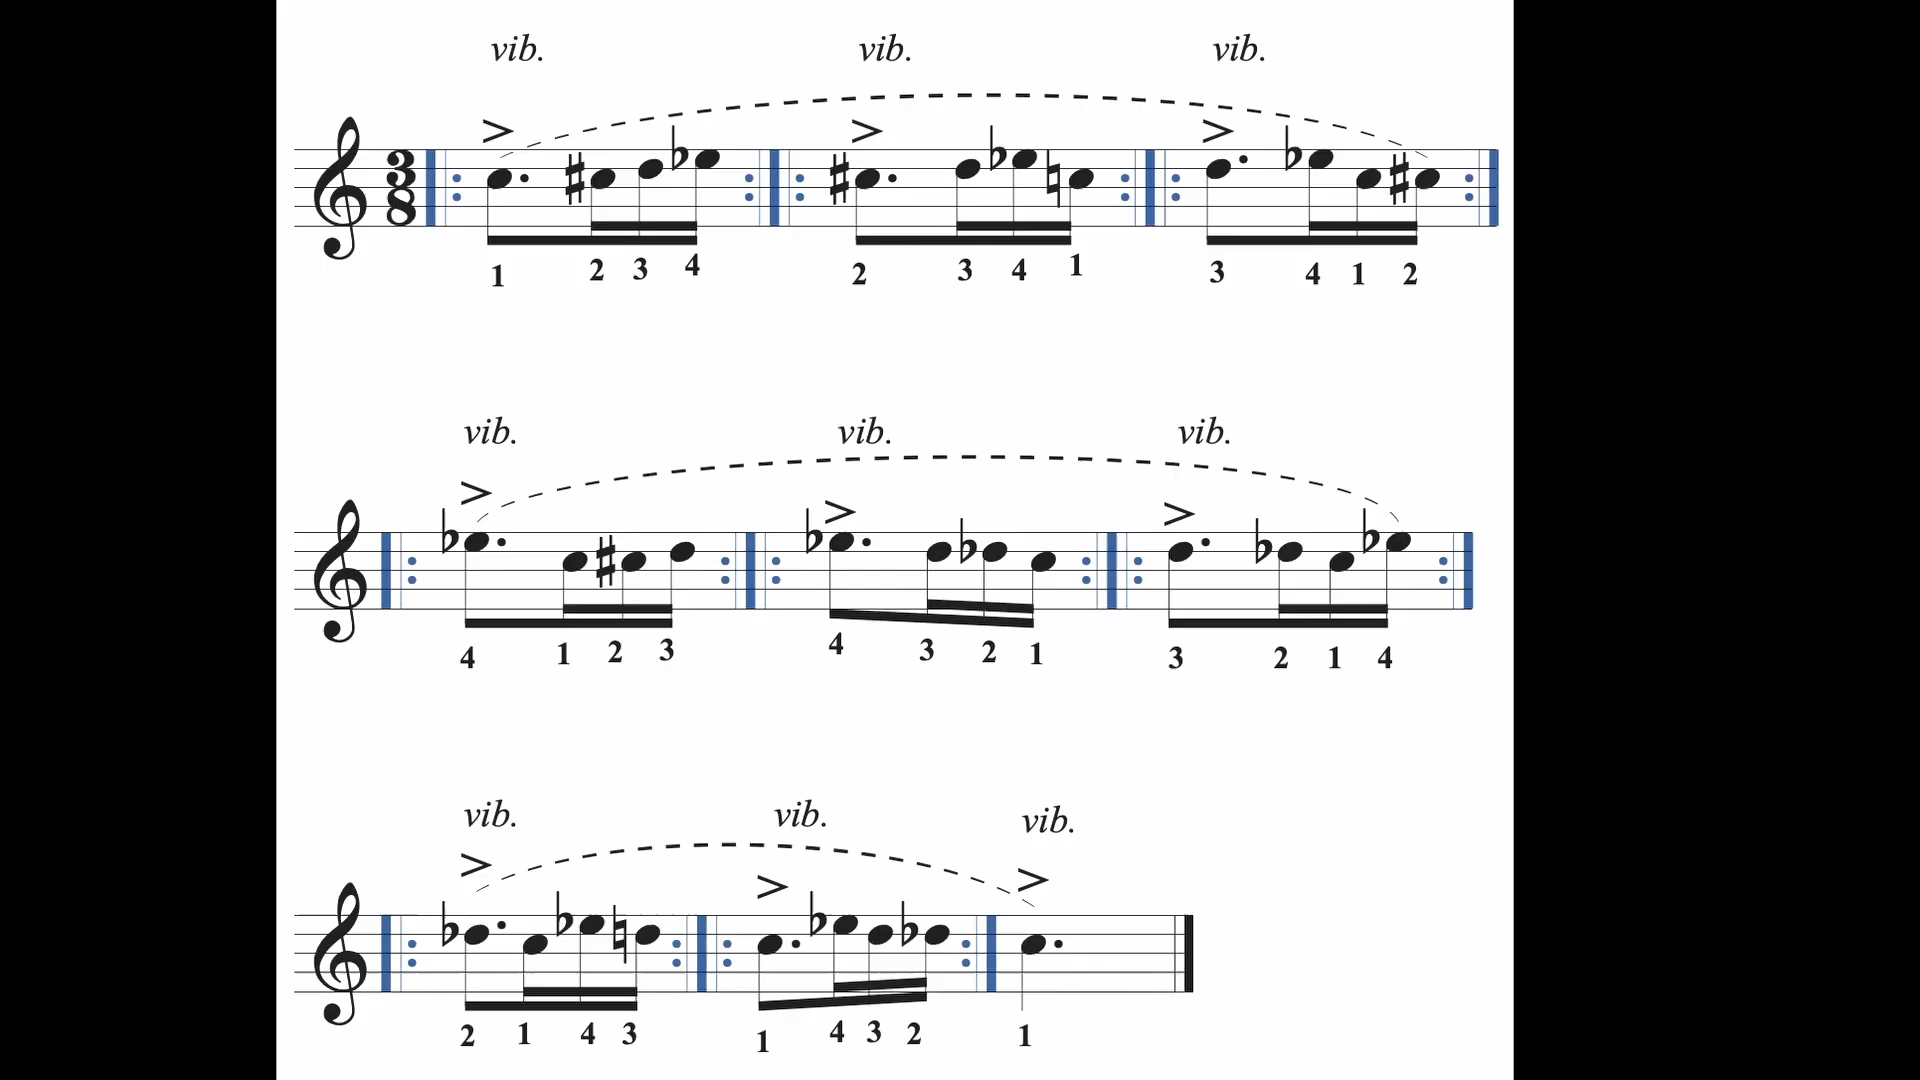 vib. vib. vib.
3
8
1 2 3 4 2 3 4 1 3 4 1 2
vib. vib. vib.
4 1 2 3 4 3 2 1 3 2 1 4
vib. vib. vib.
2 1 4 3 1 4 3 2 1